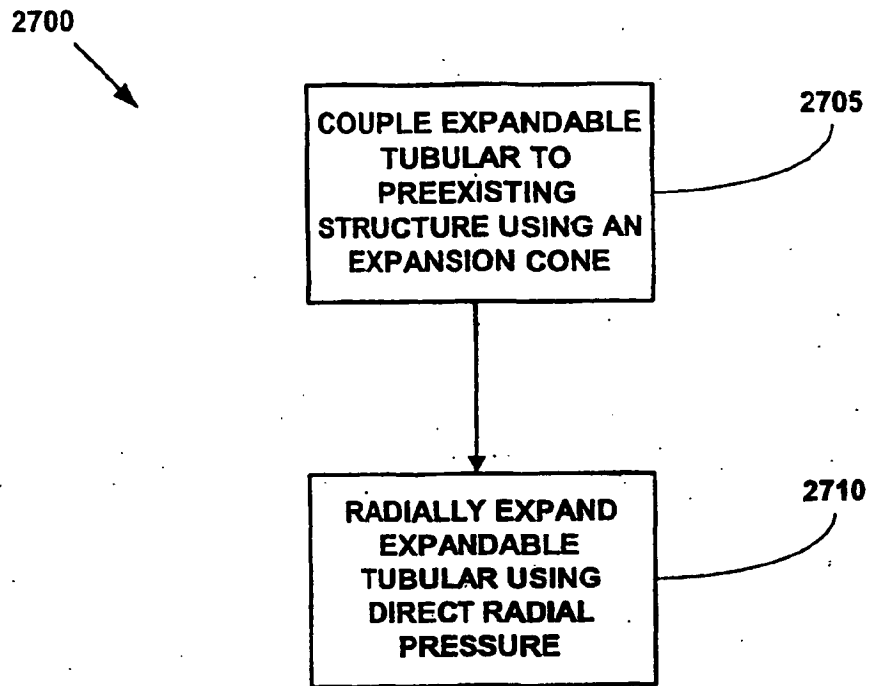 2700
2705
COUPLE EXPANDABLE
TUBULAR TO
PREEXISTING
STRUCTURE USING AN
EXPANSION CONE
2710
RADIALLY EXPAND
EXPANDABLE
TUBULAR USING
DIRECT RADIAL
PRESSURE